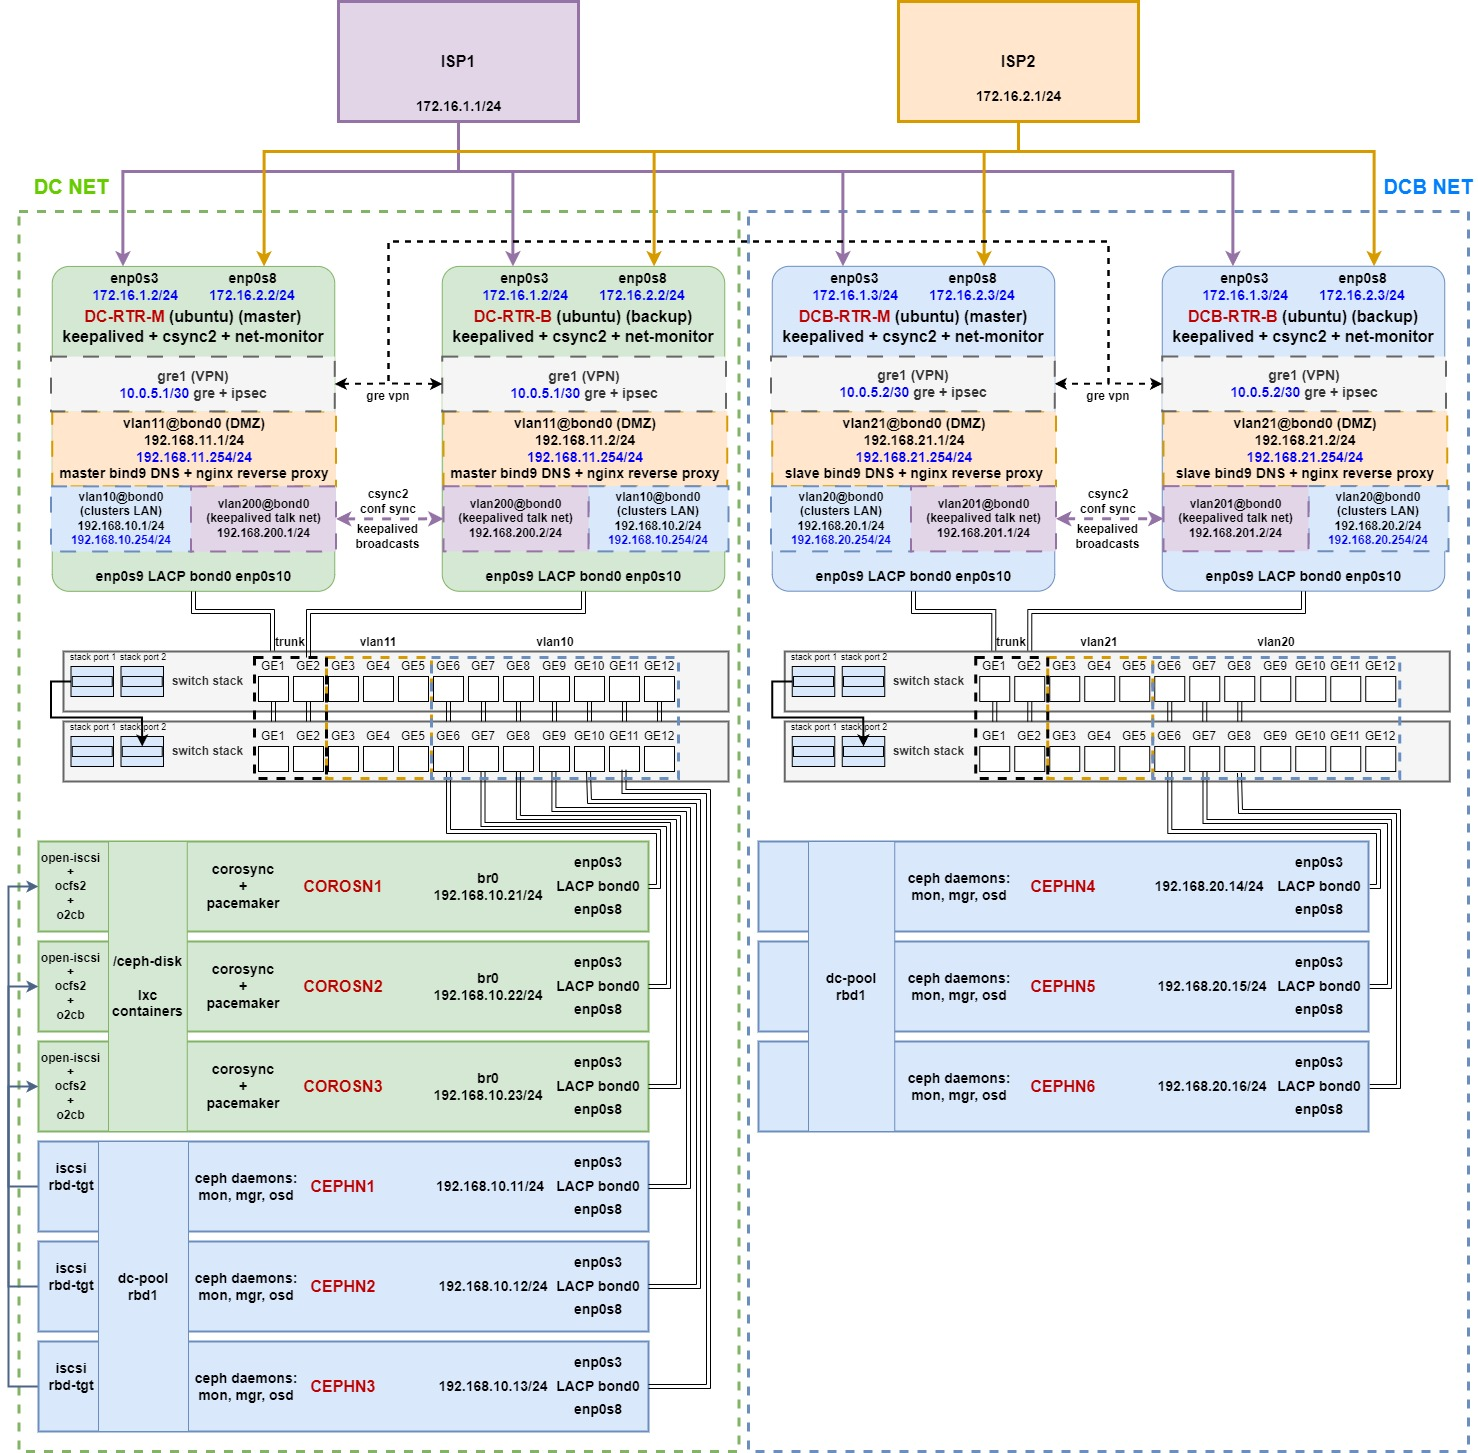 ISP1
172.16.1.1/24
ISP2
172.16.2.1/24
DC NET
DCB NET
enp0s3
172.16.1.2/24
enp0s8
172.16.2.2/24
DC-RTR-M (ubuntu) (master)
keepalived + csync2 + net-monitor
gre1 (VPN)
10.0.5.1/30 gre + ipsec
vlan11@bond0 (DMZ)
192.168.11.1/24
192.168.11.254/24
master bind9 DNS + nginx reverse proxy
vlan10@bond0
(clusters LAN)
192.168.10.1/24
192.168.10.254/24
vlan200@bond0
(keepalived talk net)
192.168.200.1/24
enp0s9 LACP bond0 enp0s10
gre vpn
csync2
conf sync
keepalived
broadcasts
enp0s3
172.16.1.2/24
enp0s8
172.16.2.2/24
DC-RTR-B (ubuntu) (backup)
keepalived + csync2 + net-monitor
gre1 (VPN)
10.0.5.1/30 gre + ipsec
vlan11@bond0 (DMZ)
192.168.11.2/24
192.168.11.254/24
master bind9 DNS + nginx reverse proxy
vlan200@bond0
(keepalived talk net)
192.168.200.2/24
vlan10@bond0
(clusters LAN)
192.168.10.2/24
192.168.10.254/24
enp0s9 LACP bond0 enp0s10
enp0s3
172.16.1.3/24
enp0s8
172.16.2.3/24
DCB-RTR-M (ubuntu) (master)
keepalived + csync2 + net-monitor
gre1 (VPN)
10.0.5.2/30 gre + ipsec
vlan21@bond0 (DMZ)
192.168.21.1/24
192.168.21.254/24
slave bind9 DNS + nginx reverse proxy
vlan20@bond0
(clusters LAN)
192.168.20.1/24
192.168.20.254/24
vlan201@bond0
(keepalived talk net)
192.168.201.1/24
enp0s9 LACP bond0 enp0s10
gre vpn
csync2
conf sync
keepalived
broadcasts
enp0s3
172.16.1.3/24
enp0s8
172.16.2.3/24
DCB-RTR-B (ubuntu) (backup)
keepalived + csync2 + net-monitor
gre1 (VPN)
10.0.5.2/30 gre + ipsec
vlan21@bond0 (DMZ)
192.168.21.2/24
192.168.21.254/24
slave bind9 DNS + nginx reverse proxy
vlan201@bond0
(keepalived talk net)
192.168.201.2/24
vlan20@bond0
(clusters LAN)
192.168.20.2/24
192.168.20.254/24
enp0s9 LACP bond0 enp0s10
trunk
vlan11
vlan10
stack port 1 stack port 2
switch stack
GE1 GE2 GE3 GE4 GE5 GE6 GE7 GE8 GE9 GE10 GE11 GE12
stack port 1 stack port 2
switch stack
GE1 GE2 GE3 GE4 GE5 GE6 GE7 GE8 GE9 GE10 GE11 GE12
trunk
vlan21
vlan20
stack port 1 stack port 2
switch stack
GE1 GE2 GE3 GE4 GE5 GE6 GE7 GE8 GE9 GE10 GE11 GE12
stack port 1 stack port 2
switch stack
GE1 GE2 GE3 GE4 GE5 GE6 GE7 GE8 GE9 GE10 GE11 GE12
open-iscsi
+
ocfs2
+
o2cb
corosync
+
pacemaker
COROSN1
br0
192.168.10.21/24
enp0s3
LACP bond0
enp0s8
/ceph-disk
lxc
containers
open-iscsi
+
ocfs2
+
o2cb
corosync
+
pacemaker
COROSN2
br0
192.168.10.22/24
enp0s3
LACP bond0
enp0s8
open-iscsi
+
ocfs2
+
o2cb
corosync
+
pacemaker
COROSN3
br0
192.168.10.23/24
enp0s3
LACP bond0
enp0s8
iscsi
rbd-tgt
ceph daemons:
mon, mgr, osd
CEPHN1
192.168.10.11/24
enp0s3
LACP bond0
enp0s8
iscsi
rbd-tgt
dc-pool
rbd1
ceph daemons:
mon, mgr, osd
CEPHN2
192.168.10.12/24
enp0s3
LACP bond0
enp0s8
iscsi
rbd-tgt
ceph daemons:
mon, mgr, osd
CEPHN3
192.168.10.13/24
enp0s3
LACP bond0
enp0s8
ceph daemons:
mon, mgr, osd
CEPHN4
192.168.20.14/24
enp0s3
LACP bond0
enp0s8
dc-pool
rbd1
ceph daemons:
mon, mgr, osd
CEPHN5
192.168.20.15/24
enp0s3
LACP bond0
enp0s8
ceph daemons:
mon, mgr, osd
CEPHN6
192.168.20.16/24
enp0s3
LACP bond0
enp0s8